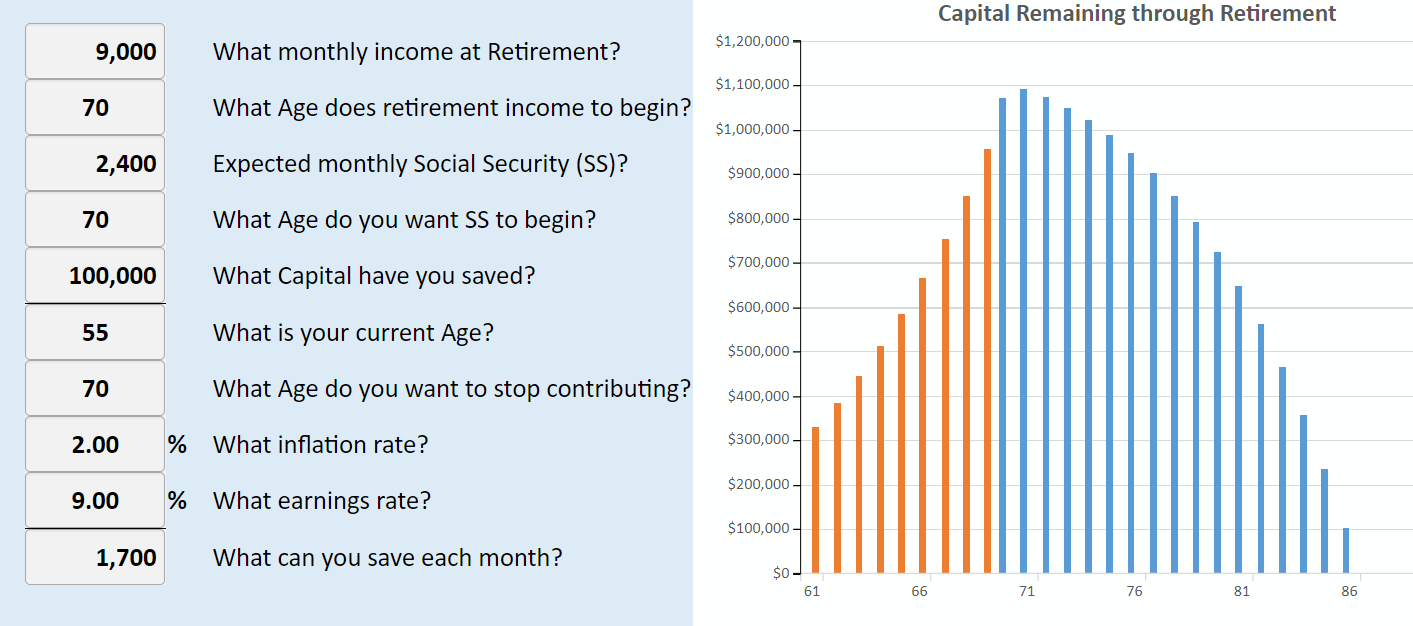 9,000 What monthly income at Retirement?
70 What Age does retirement income to begin?
2,400 Expected monthly Social Security (SS)?
70 What Age do you want SS to begin?
100,000 What Capital have you saved?
55 What is your current Age?
70 What Age do you want to stop contributing?
2.00 % What inflation rate?
9.00 % What earnings rate?
1,700 What can you save each month?
Capital Remaining through Retirement
$1,200,000
$1,100,000
$1,000,000
$900,000
$800,000
$700,000
$600,000
$500,000
$400,000
$300,000
$200,000
$100,000
$0
61 66 71 76 81 86